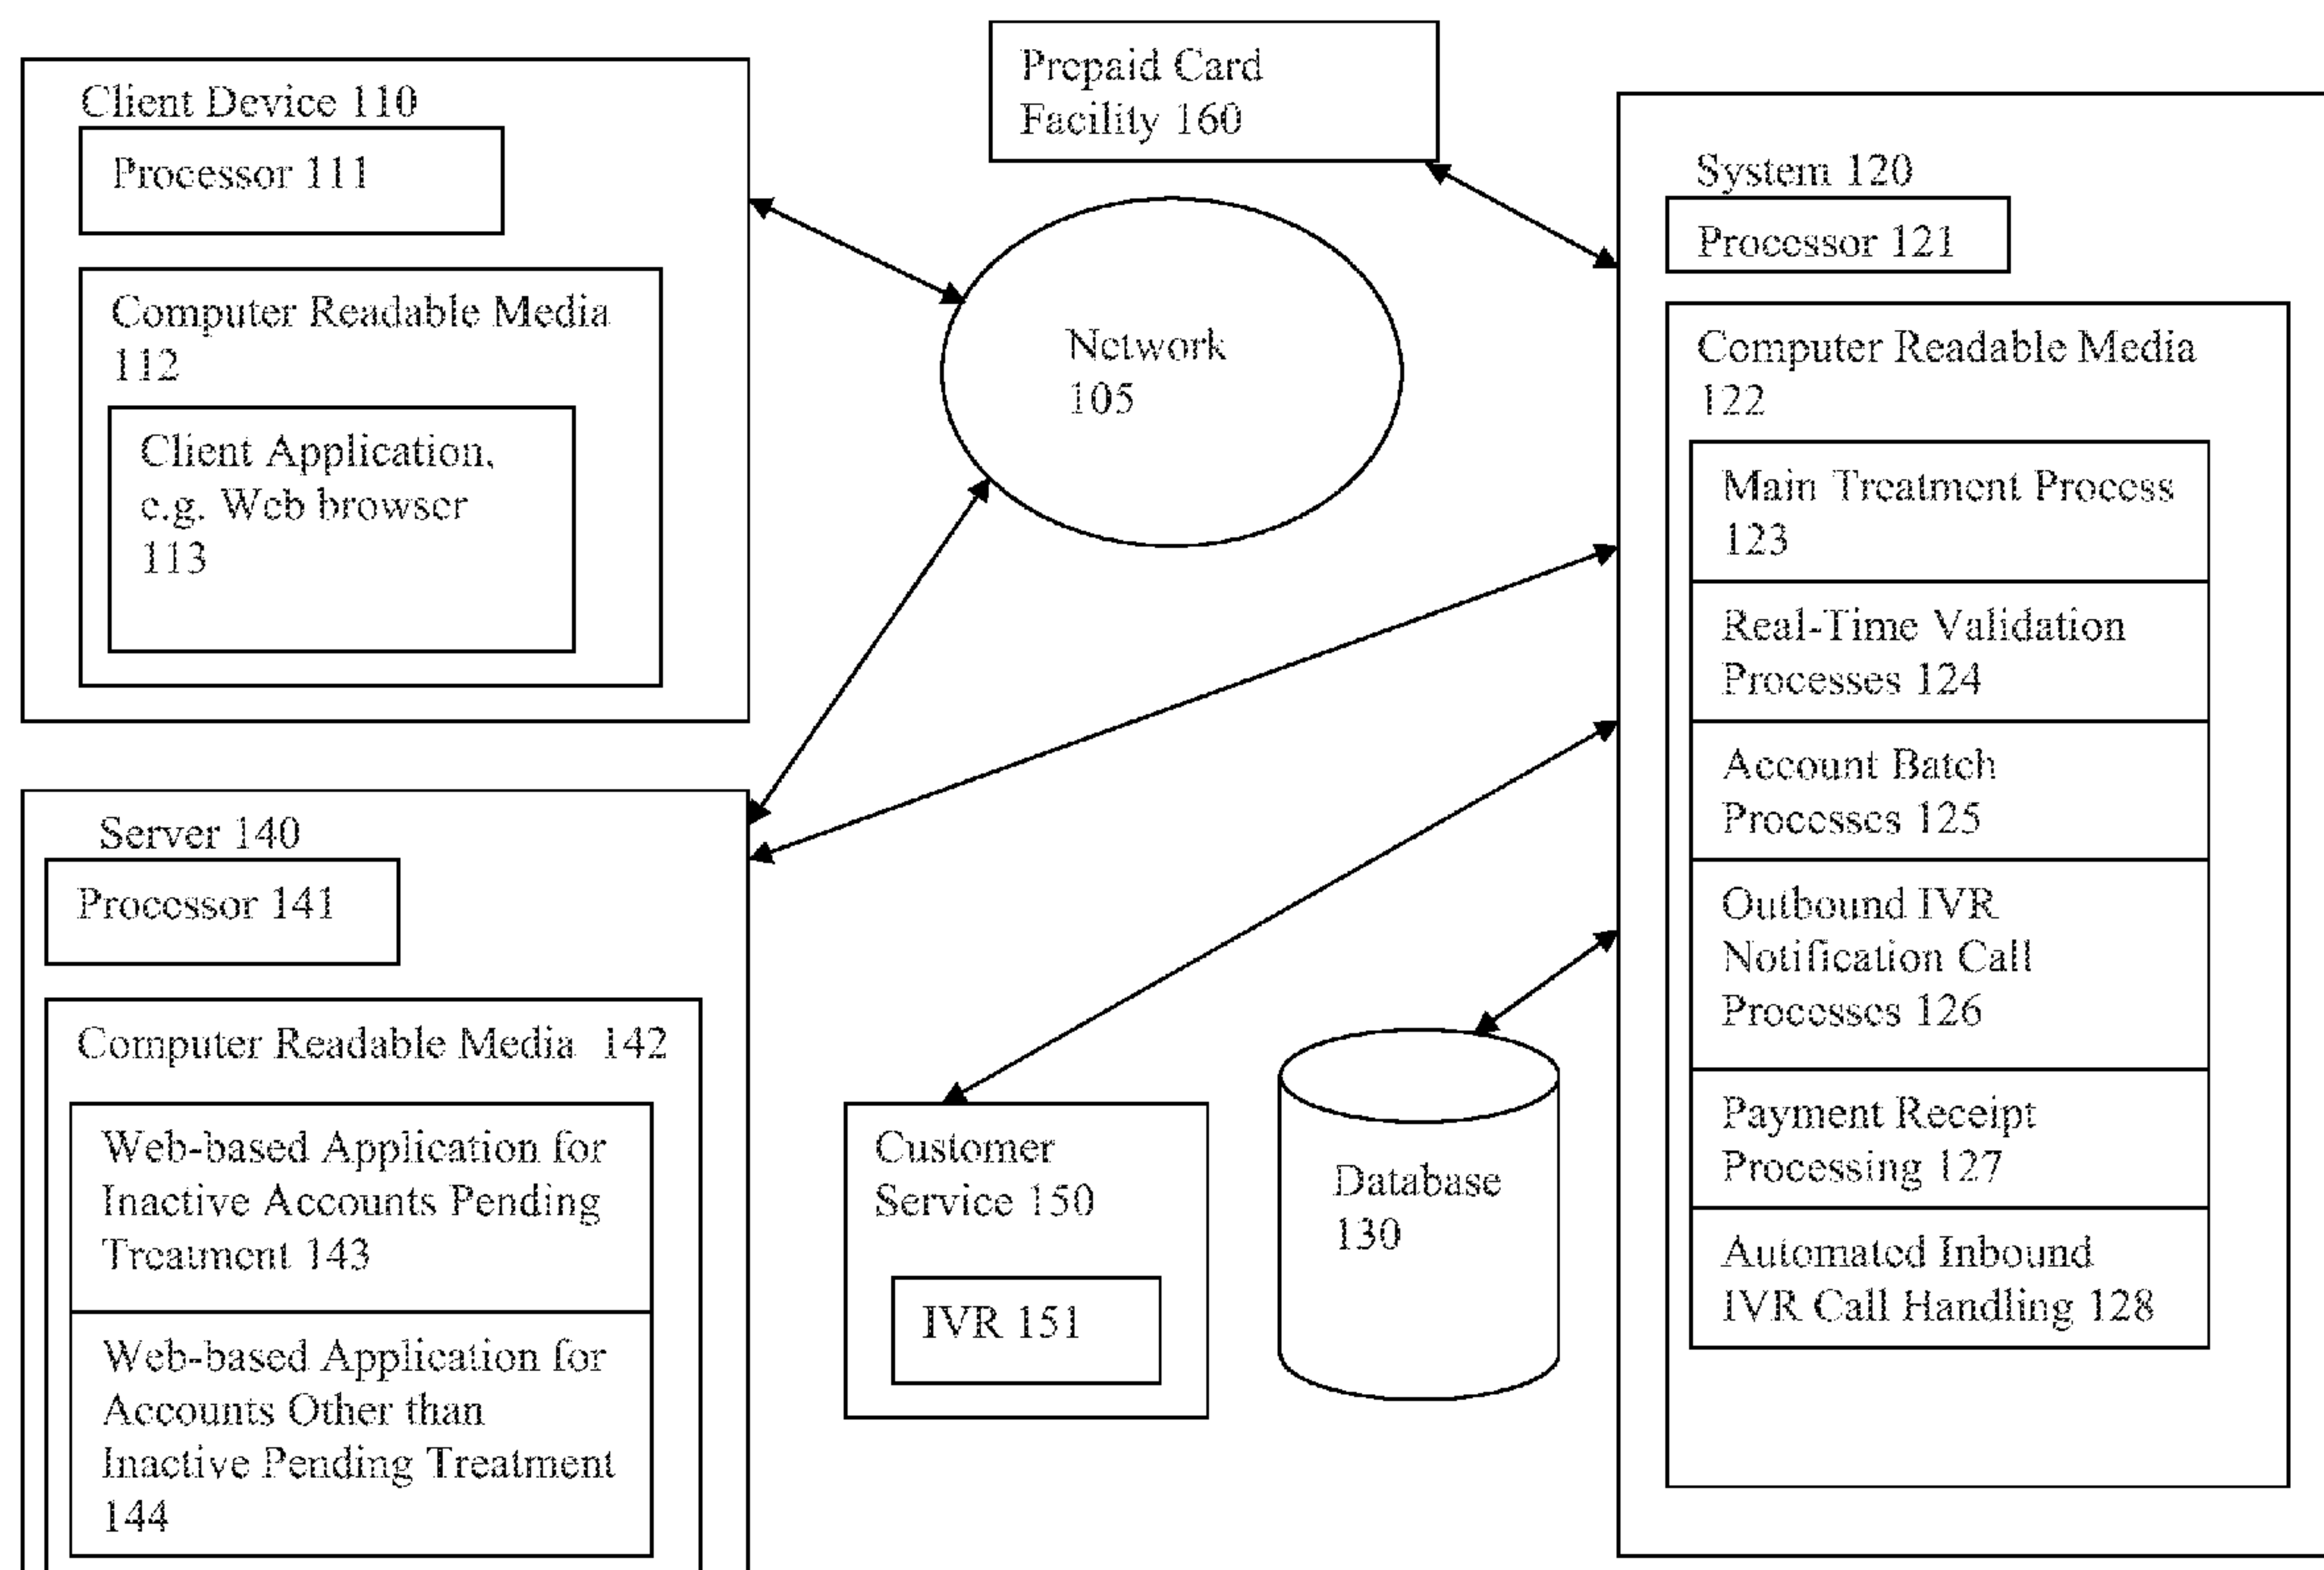 Client Device 110
Processor 111
Computer Readable Media
112
Client Application,
e.g. Web browser
113
Prepaid Card
Facility 160
Network
105
System 120
Processor 121
Computer Readable Media
122
Main Treatment Process
123
Real-Time Validation
Processes 124
Account Batch
Processes 125
Outbound IVR
Notification Call
Processes 126
Payment Receipt
Processing 127
Automated Inbound
IVR Call Handling 128
Server 140
Processor 141
Computer Readable Media 142
Web-based Application for
Inactive Accounts Pending
Treatment 143
Web-based Application for
Accounts Other than
Inactive Pending Treatment
144
Customer
Service 150
IVR 151
Database
130